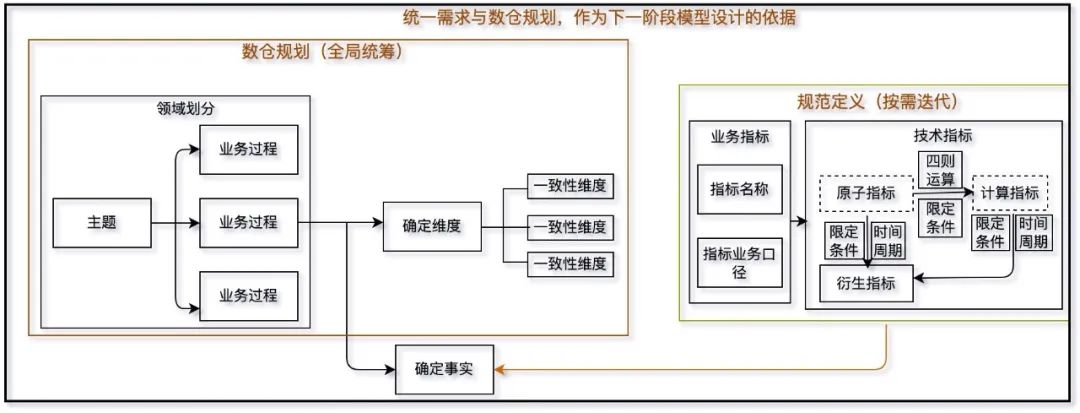 统一需求与数仓规划，作为下一阶段模型设计的依据
数仓规划（全局统筹）
领域划分
主题
业务过程
业务过程
业务过程
确定维度
一致性维度
一致性维度
一致性维度
确定事实
规范定义（按需迭代）
业务指标
指标名称
指标业务口
径
技术指标
原子指标
四则
运算
限定
条件
计算指标
限定
条件
时间
周期
限定
条件
时间
周期
衍生指标